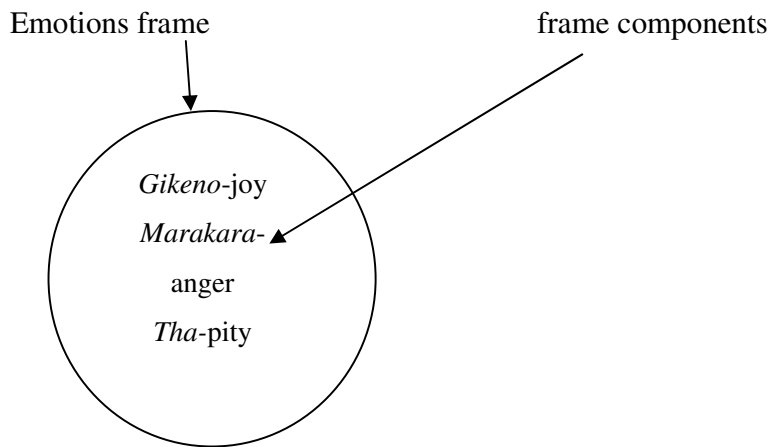 Emotions frame
frame components
Gikeno-joy
Marakara-
anger
Tha-pity